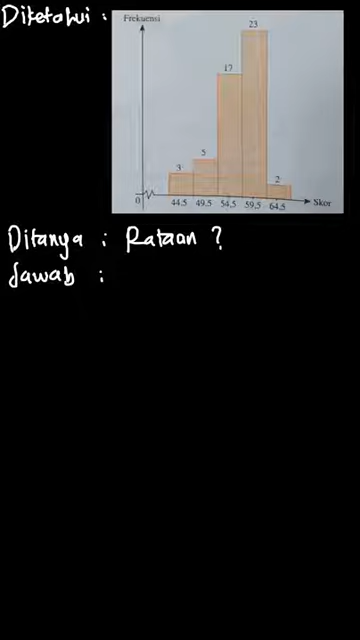 Diketahui :
Frekuensi
23
17
5
3
2
0
44,5 49,5 54,5 59,5 64,5
Skor
Ditanya : Rataan ?
Jawab :